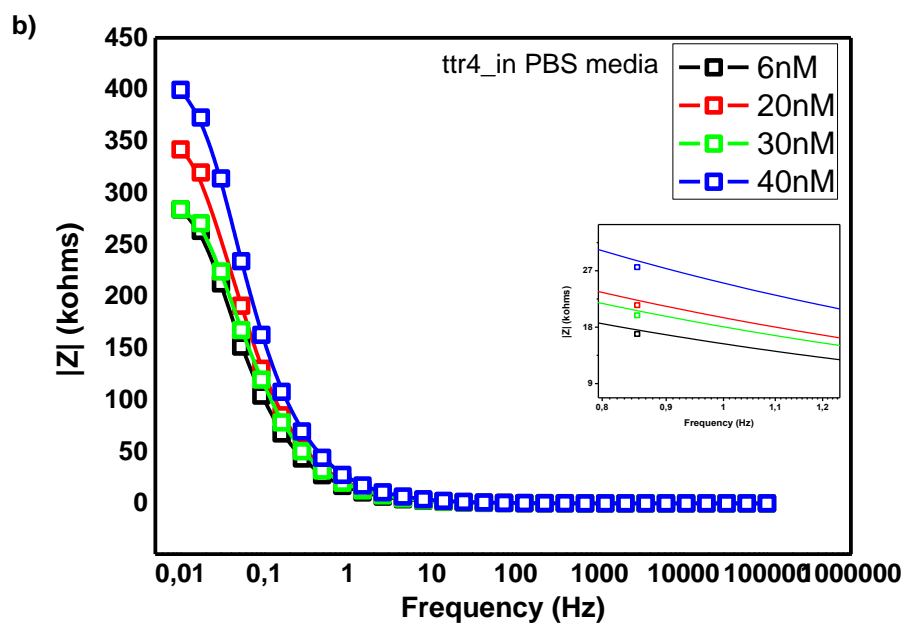 b)
450
400
350
300
250
200
150
100
50
0
|Z| (kohms)
ttr4_in PBS media
6nM
20nM
30nM
40nM
27
18
9
|Z| (kohms)
0,8 0,9 1 1,1 1,2
Frequency (Hz)
0,01 0,1 1 10 100 1000 10000 100000 1000000
Frequency (Hz)